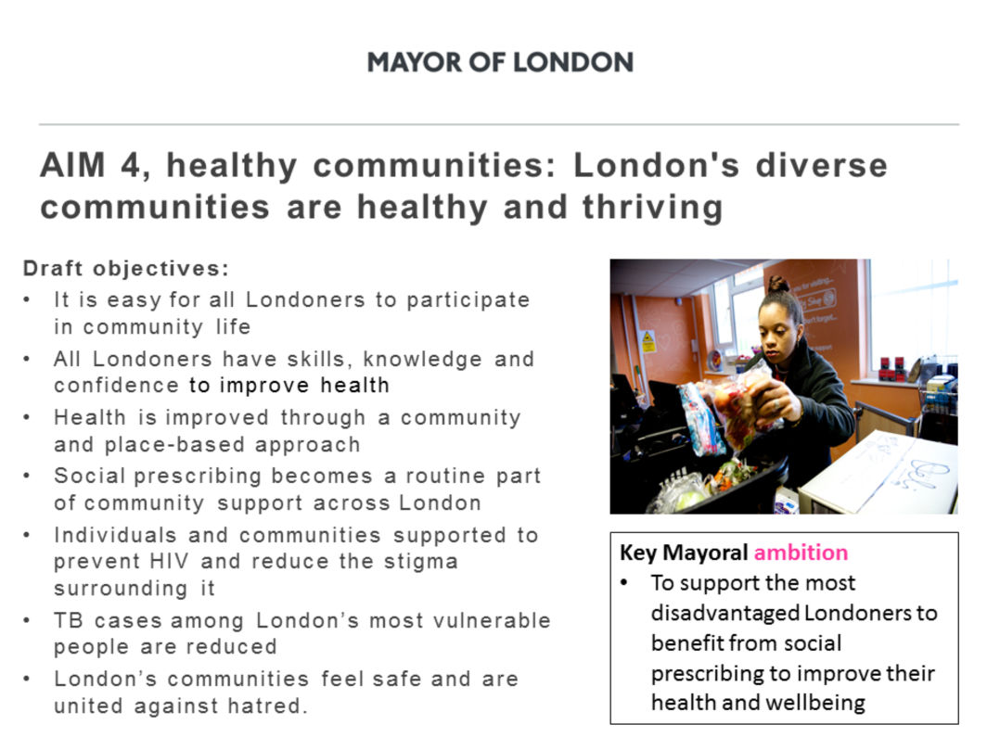 MAYOR OF LONDON
AIM 4, healthy communities: London's diverse
communities are healthy and thriving
Draft objectives:
• It is easy for all Londoners to participate
in community life
• All Londoners have skills, knowledge and
confidence to improve health
• Health is improved through a community
and place-based approach
• Social prescribing becomes a routine part
of community support across London
• Individuals and communities supported to
prevent HIV and reduce the stigma
surrounding it
• TB cases among London’s most vulnerable
people are reduced
• London’s communities feel safe and are
united against hatred.
you for visiting...
Shop
Key Mayoral ambition
• To support the most
disadvantaged Londoners to
benefit from social
prescribing to improve their
health and wellbeing